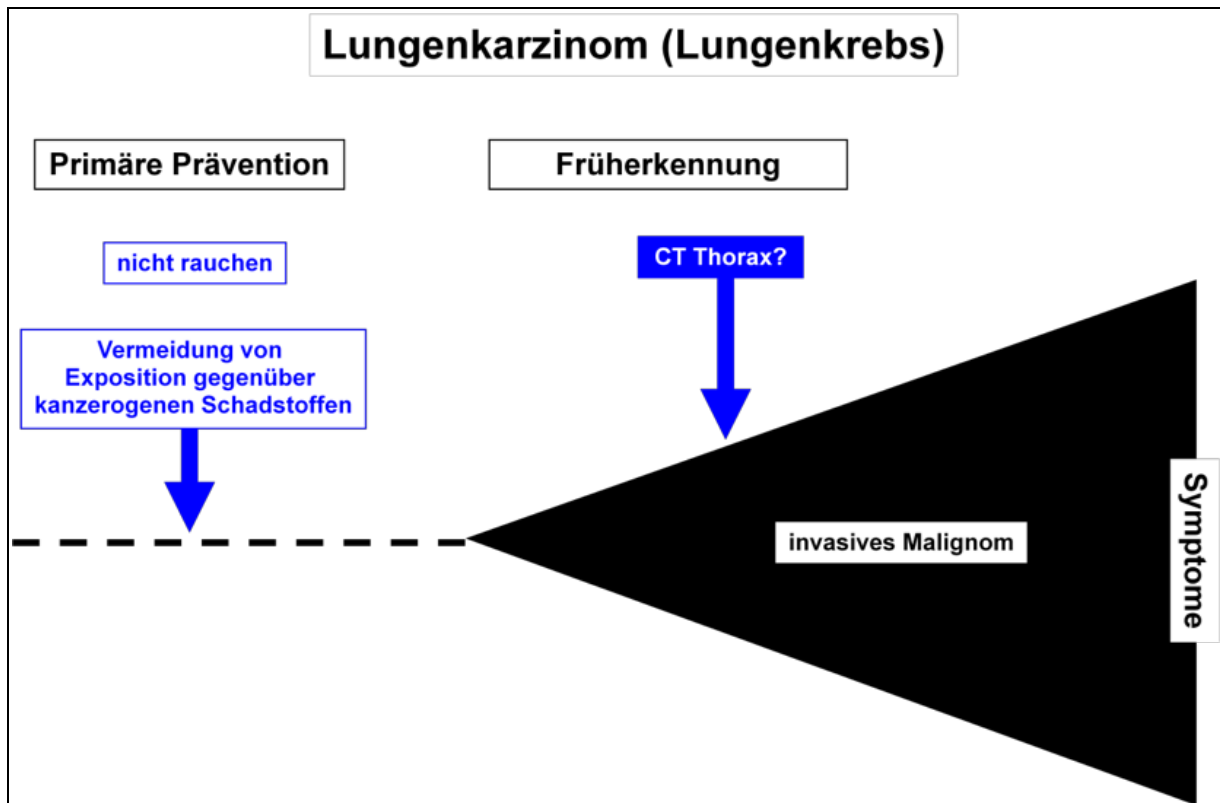 Lungenkarzinom (Lungenkrebs)
Primäre Prävention
Früherkennung
nicht rauchen
CT Thorax?
Vermeidung von
Exposition gegenüber
kanzerogenen Schadstoffen
invasives Malignom
Symptome